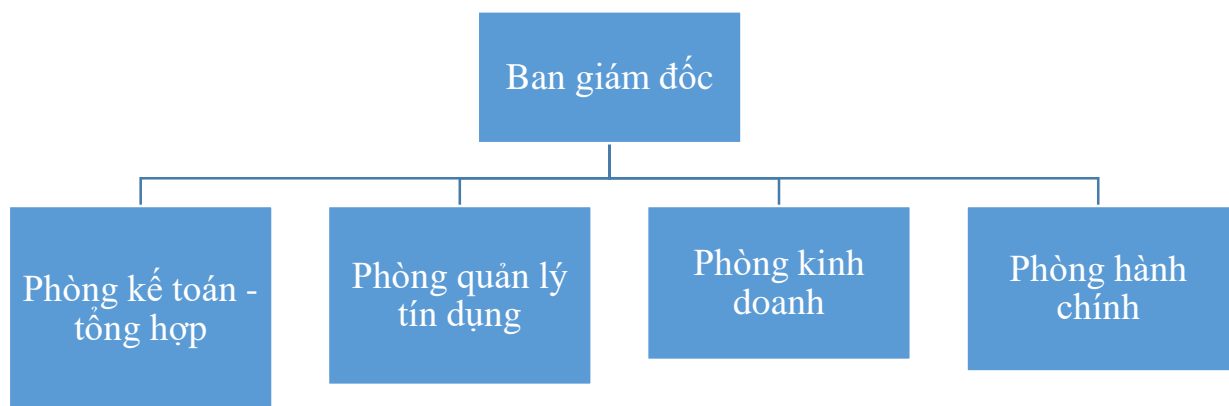 Ban giám đốc
Phòng kế toán -
tổng hợp
Phòng quản lý
tín dụng
Phòng kinh
doanh
Phòng hành
chính